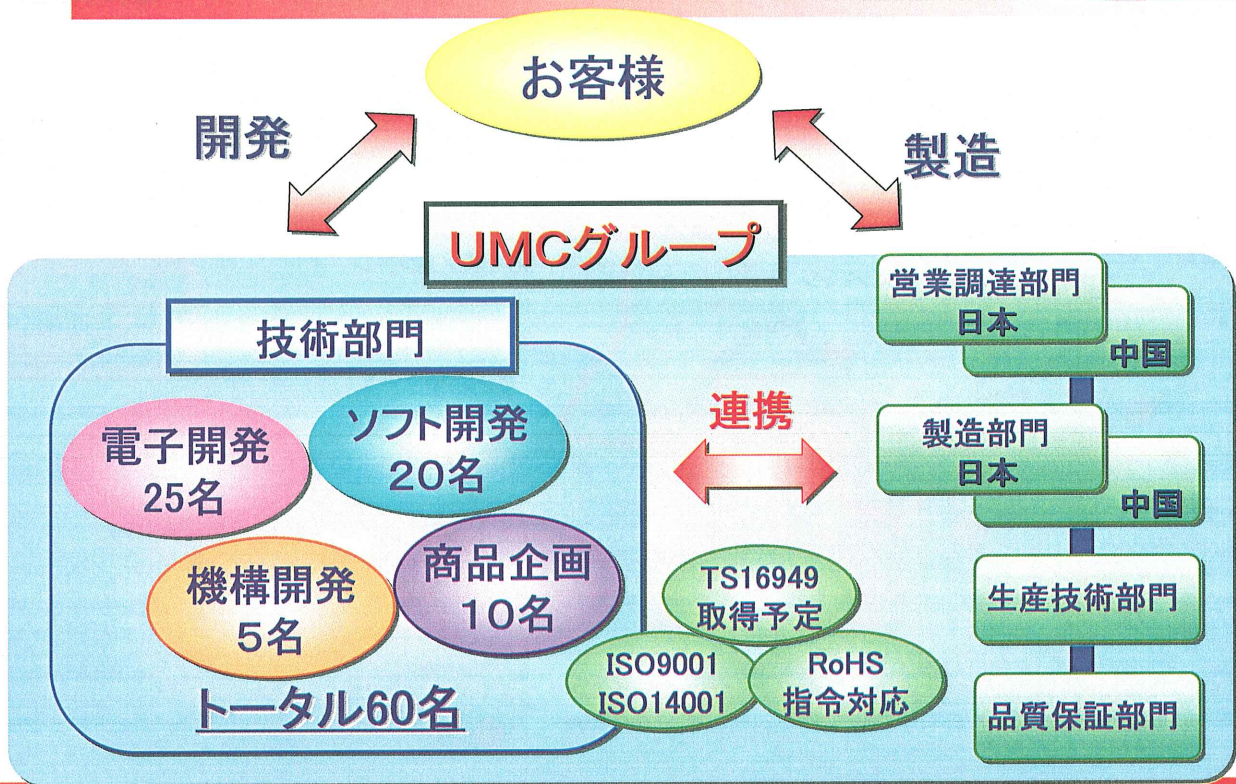 お客様
開発
製造
UMCグループ
技術部門
電子開発
25名
ソフト開発
20名
機構開発
5名
商品企画
10名
トータル60名
連携
TS16949
取得予定
ISO9001
ISO14001
RoHS
指令対応
営業調達部門
日本
中国
製造部門
日本
中国
生産技術部門
品質保証部門